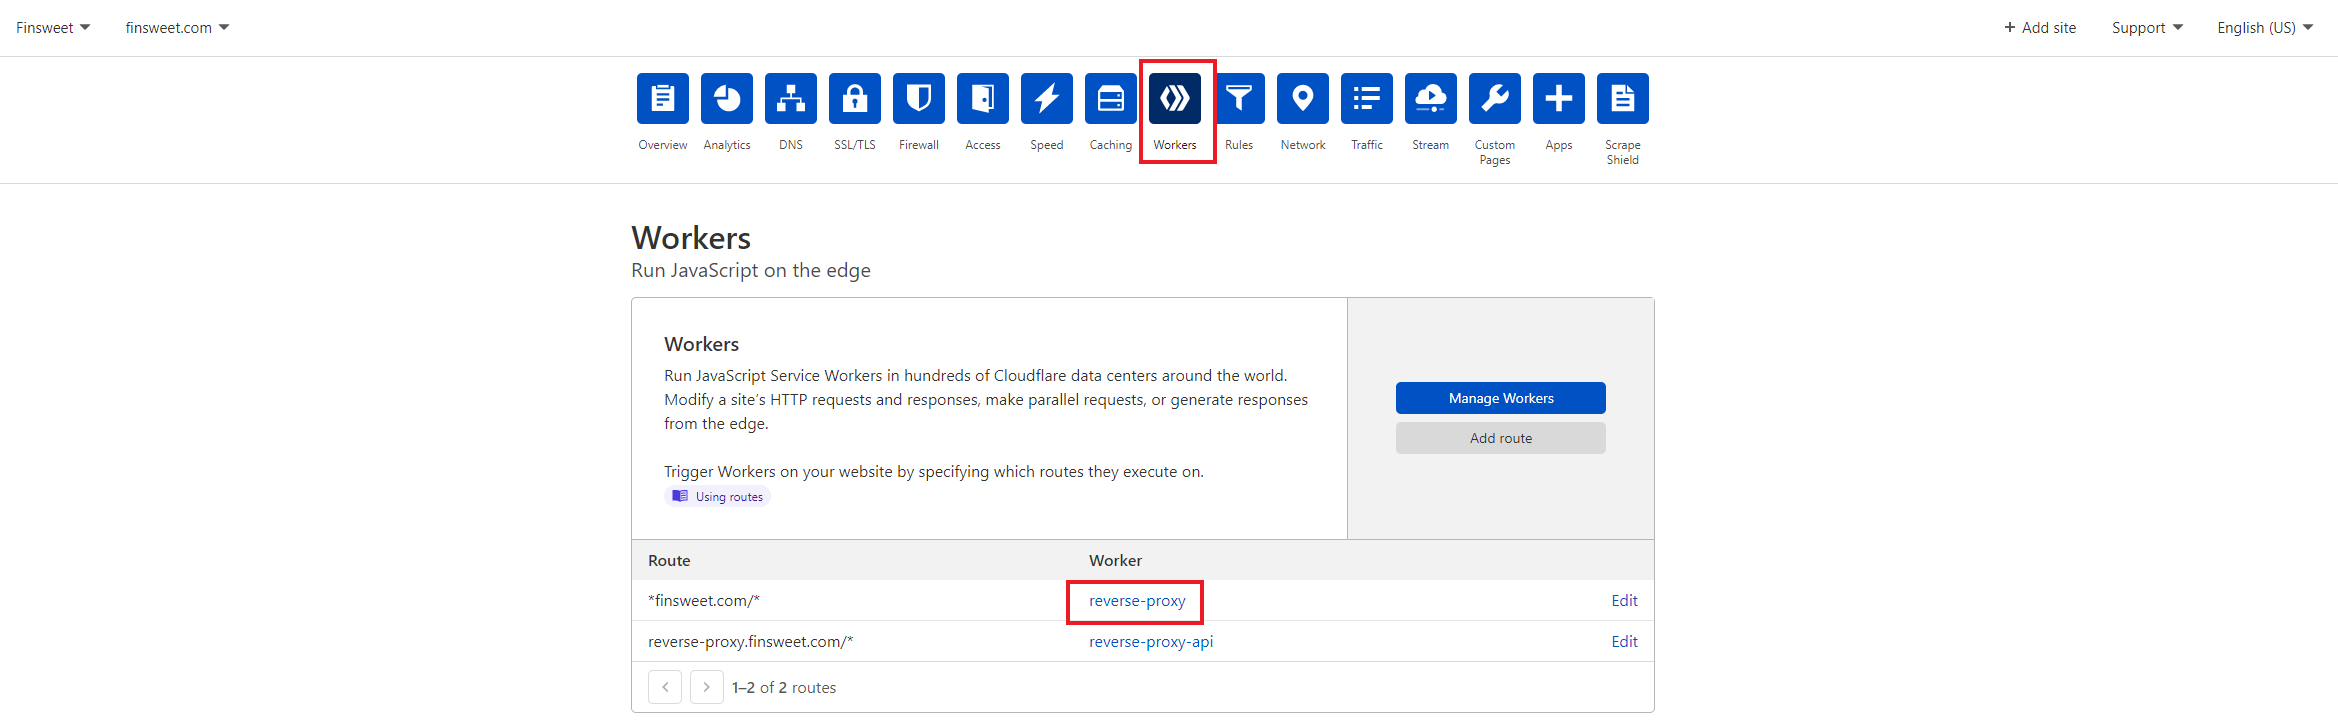 Finsweet
finsweet.com
+ Add site
Support
English (US)
Overview
Analytics
DNS
SSL/TLS
Firewall
Access
Speed
Caching
Workers
Rules
Network
Traffic
Stream
Custom
Pages
Apps
Scrape
Shield
Workers
Run JavaScript on the edge
Workers
Run JavaScript Service Workers in hundreds of Cloudflare data centers around the world.
Modify a site’s HTTP requests and responses, make parallel requests, or generate responses
from the edge.
Trigger Workers on your website by specifying which routes they execute on.
Using routes
Manage Workers
Add route
Route Worker
*finsweet.com/* reverse-proxy Edit
reverse-proxy.finsweet.com/* reverse-proxy-api Edit
1–2 of 2 routes